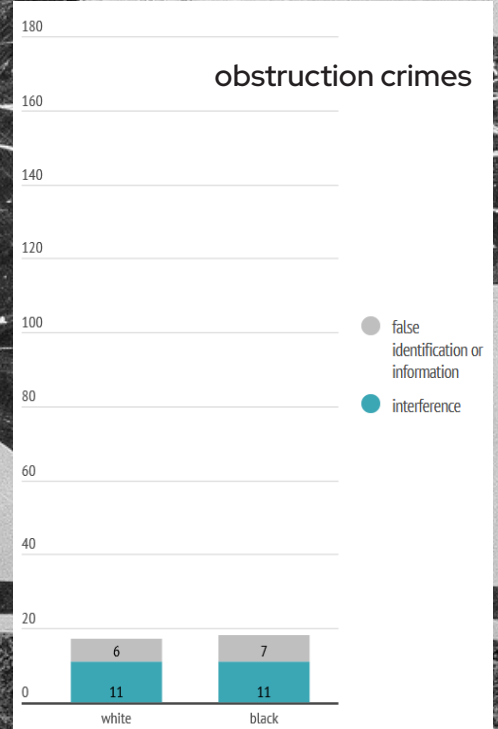 180
obstruction crimes
160
140
120
100
false
identification or
information
80
interference
60
40
20
6
7
0
11
11
white
black